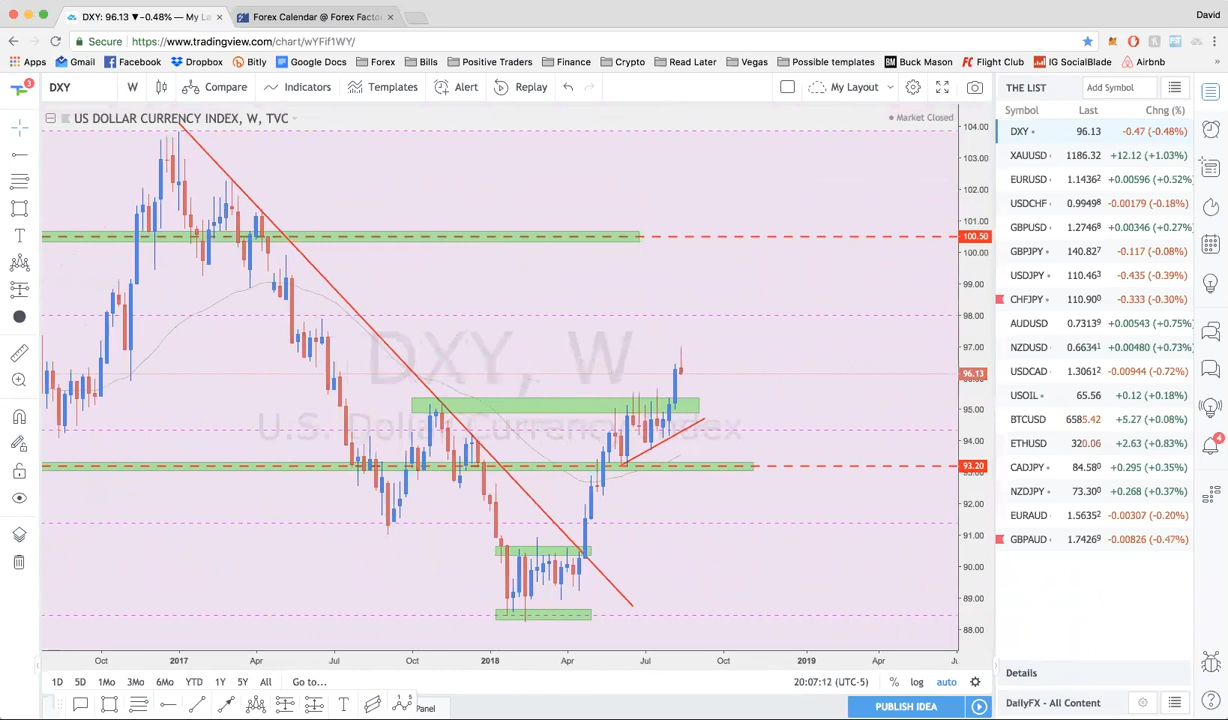 DXY: 96.13 ▼−0.48% — My La
Forex Calendar @ Forex Facto
David
Secure
https://www.tradingview.com/chart/wYFif1WY/
Apps Gmail Facebook Dropbox Bitly Google Docs Forex Bills Positive Traders Finance Crypto Read Later Vegas Possible templates BM Buck Mason FC Flight Club IG SocialBlade Airbnb »
3
DXY W Compare Indicators Templates Alert Replay My Layout
THE LIST
Add Symbol
US DOLLAR CURRENCY INDEX, W, TVC
Market Closed
Symbol Last Chng (%)
DXY 96.13 -0.47 (-0.48%)
XAUUSD 1186.32 +12.12 (+1.03%)
EURUSD 1.14362 +0.00596 (+0.52%)
USDCHF 0.99498 -0.00179 (-0.18%)
GBPUSD 1.27468 +0.00346 (+0.27%)
GBPJPY 140.827 -0.117 (-0.08%)
USDJPY 110.463 -0.435 (-0.39%)
CHFJPY 110.900 -0.333 (-0.30%)
AUDUSD 0.73139 +0.00543 (+0.75%)
NZDUSD 0.66341 +0.00480 (+0.73%)
USDCAD 1.30612 -0.00944 (-0.72%)
USOIL 65.56 +0.12 (+0.18%)
BTCUSD 6585.42 +5.27 (+0.08%)
ETHUSD 320.06 +2.63 (+0.83%)
CADJPY 84.580 +0.295 (+0.35%)
NZDJPY 73.300 +0.268 (+0.37%)
EURAUD 1.56352 -0.00307 (-0.20%)
GBPAUD 1.74269 -0.00826 (-0.47%)
4
DXY, W
U.S. Dollar Currency Index
104.00
103.00
102.00
101.00
100.50
100.00
99.00
98.00
97.00
96.13
95.00
94.00
93.20
92.00
91.00
90.00
89.00
88.00
Oct 2017 Apr Jul Oct 2018 Apr Jul Oct 2019 Apr
1D 5D 1Mo 3Mo 6Mo YTD 1Y 5Y All Go to...
20:07:12 (UTC-5) % log auto
Details
Panel
PUBLISH IDEA
DailyFX - All Content